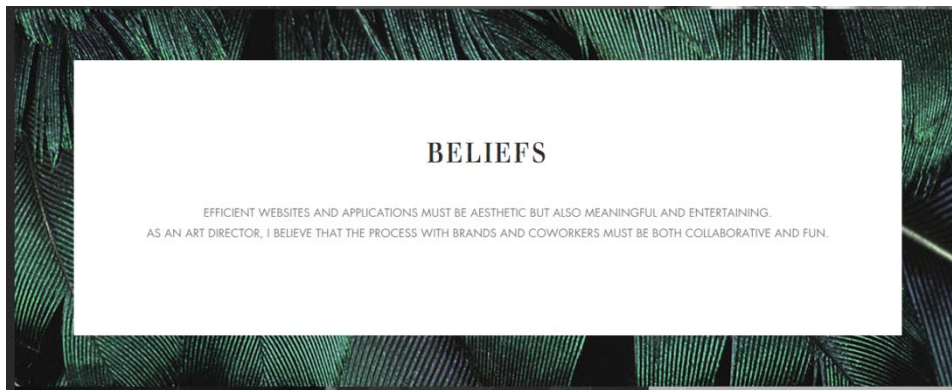 BELIEFS
EFFICIENT WEBSITES AND APPLICATIONS MUST BE AESTHETIC BUT ALSO MEANINGFUL AND ENTERTAINING.
AS AN ART DIRECTOR, I BELIEVE THAT THE PROCESS WITH BRANDS AND COWORKERS MUST BE BOTH COLLABORATIVE AND FUN.